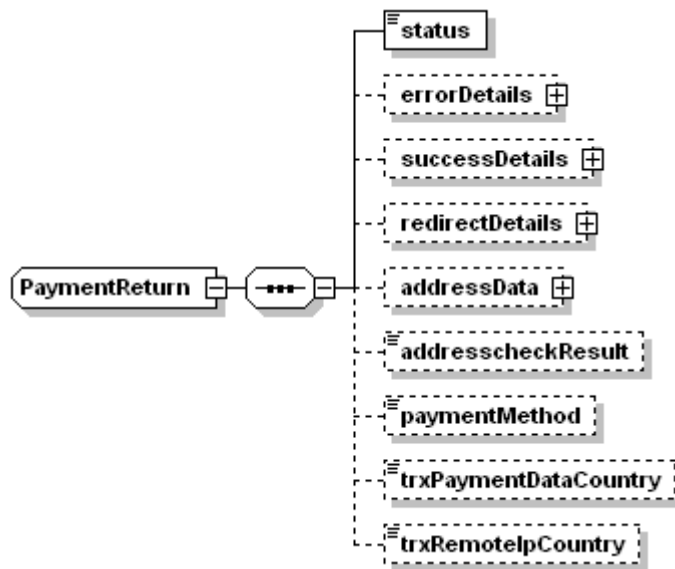 status
errorDetails
successDetails
redirectDetails
PaymentReturn
addressData
addresscheckResult
paymentMethod
trxPaymentDataCountry
trxRemoteIpCountry